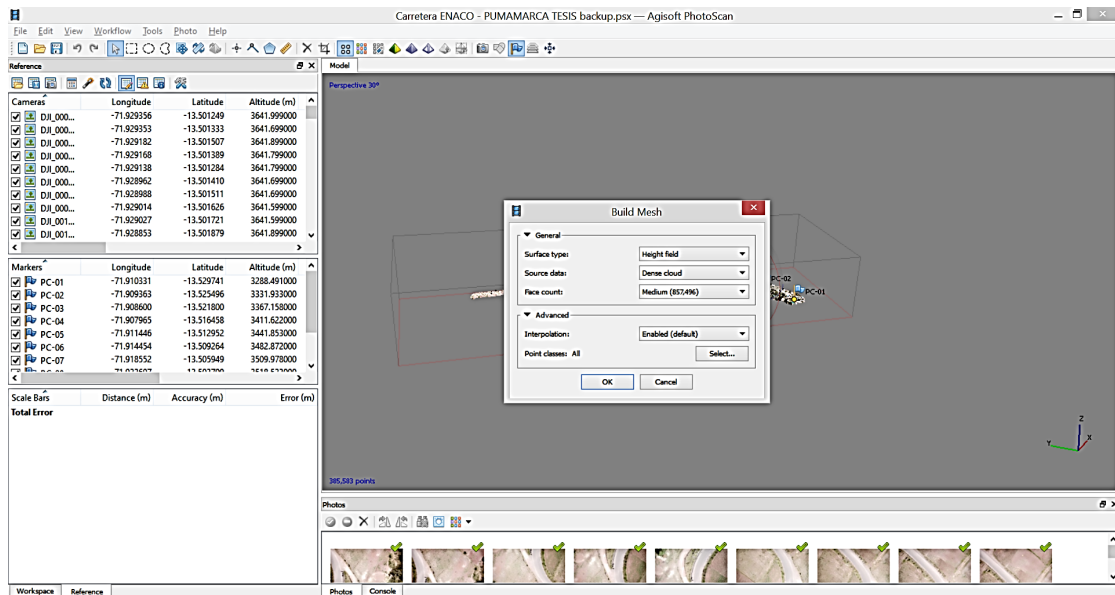 Carretera ENACO - PUMAMARCA TESIS backup.psx — Agisoft PhotoScan
File Edit View Workflow Tools Photo Help
Reference
Cameras Longitude Latitude Altitude (m)
DJI_000... -71.929356 -13.501249 3641.999000
DJI_000... -71.929353 -13.501333 3641.699000
DJI_000... -71.929182 -13.501507 3641.899000
DJI_000... -71.929168 -13.501389 3641.799000
DJI_000... -71.929138 -13.501284 3641.799000
DJI_000... -71.928962 -13.501410 3641.699000
DJI_000... -71.928988 -13.501511 3641.699000
DJI_000... -71.929014 -13.501626 3641.599000
DJI_001... -71.929027 -13.501721 3641.599000
DJI_001... -71.928853 -13.501879 3641.899000
Markers Longitude Latitude Altitude (m)
PC-01 -71.910331 -13.529741 3288.491000
PC-02 -71.909363 -13.525496 3331.933000
PC-03 -71.908600 -13.521800 3367.158000
PC-04 -71.907965 -13.516458 3411.622000
PC-05 -71.911446 -13.512952 3441.853000
PC-06 -71.914454 -13.509264 3482.872000
PC-07 -71.918552 -13.505949 3509.978000
Scale Bars Distance (m) Accuracy (m) Error (m)
Total Error
Workspace Reference
Model
Perspective 30°
Build Mesh
General
Surface type: Height field
Source data: Dense cloud
Face count: Medium (857,496)
Advanced
Interpolation: Enabled (default)
Point classes: All Select...
OK Cancel
PC-02
PC-01
Z
Y X
385,583 points
Photos
Photos Console